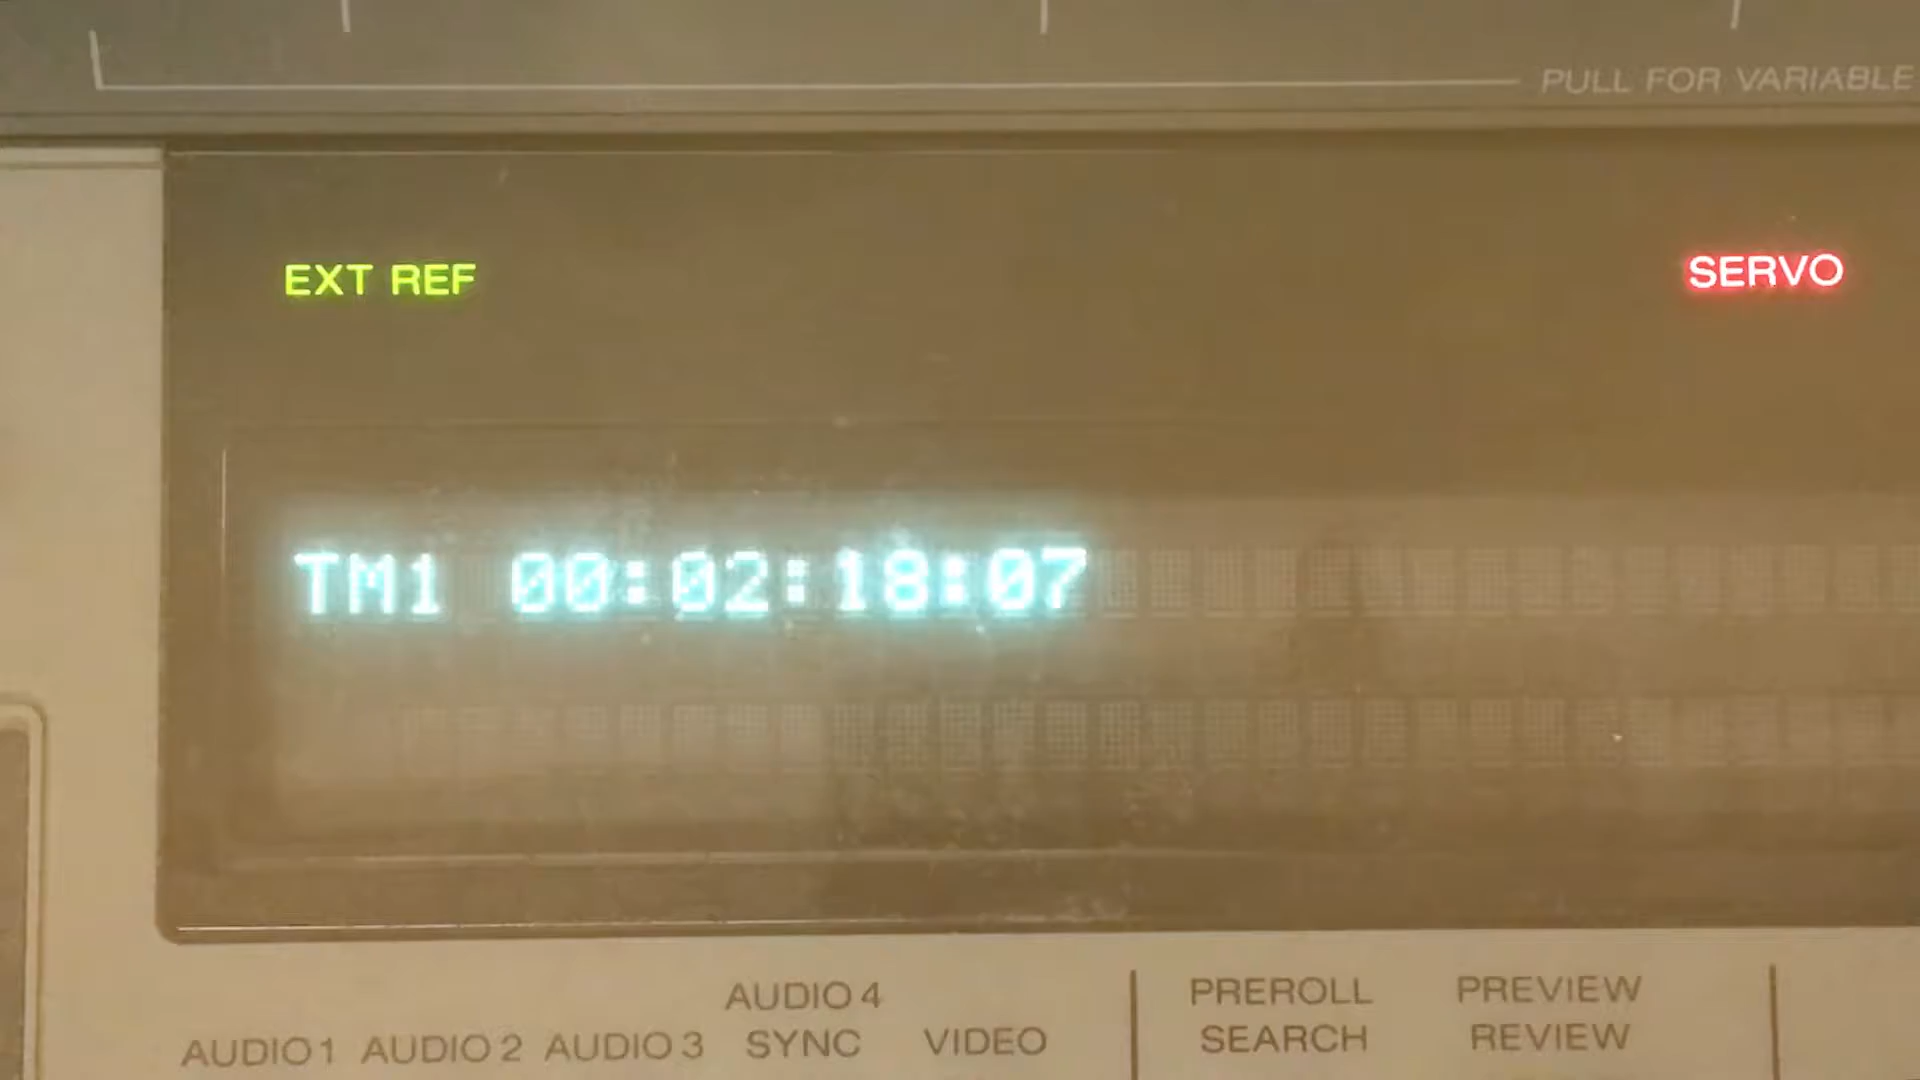 PULL FOR VARIABLE
EXT REF
SERVO
TM1 00:02:18:07
AUDIO 1 AUDIO 2 AUDIO 3
AUDIO 4
SYNC
VIDEO
PREROLL
SEARCH
PREVIEW
REVIEW